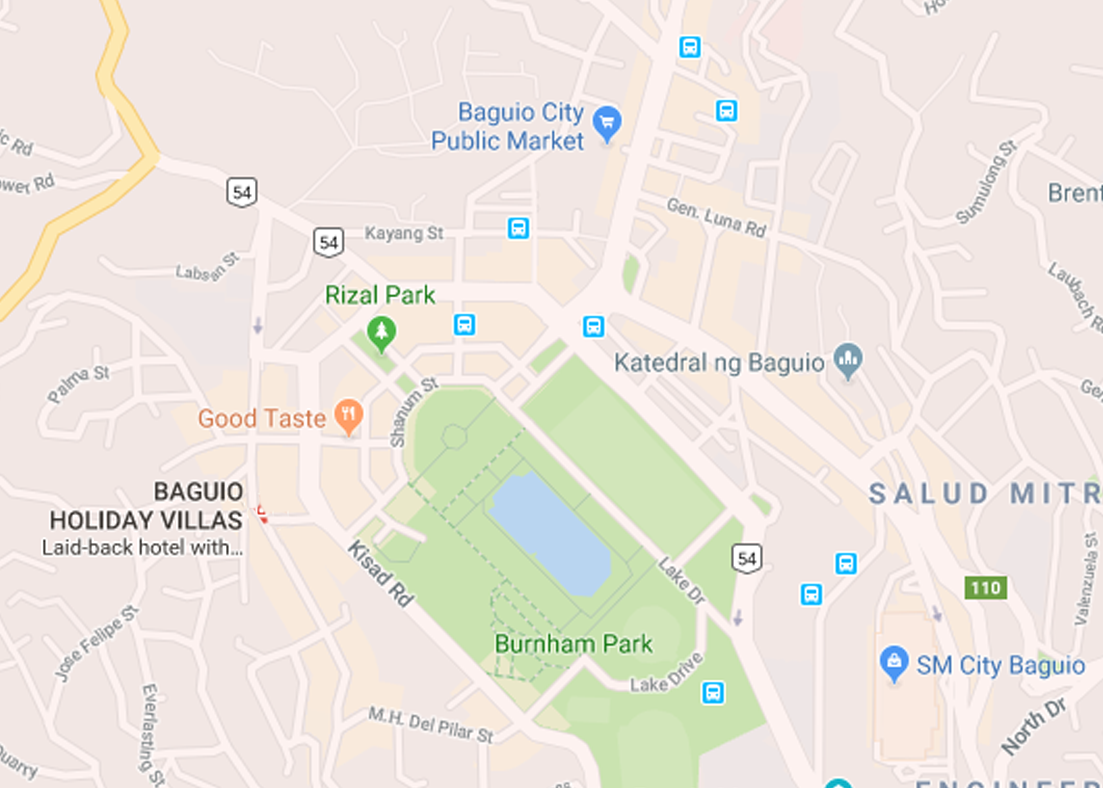 Ho
Baguio City
Public Market
ic Rd
ower Rd
54
Sumulong St
Brent
Gen. Luna Rd
Kayang St
54
Labsan St
Laubach R
Rizal Park
Katedral ng Baguio
Palma St
Shanum St
Ge
Good Taste
BAGUIO
HOLIDAY VILLAS
Laid-back hotel with...
SALUD MITR
Kisad Rd
54
Lake Dr
110
Valenzuela St
Jose Felipe St
Burnham Park
Lake Drive
SM City Baguio
Everlasting St
M.H. Del Pilar St
North Dr
Quarry
ENGINEER